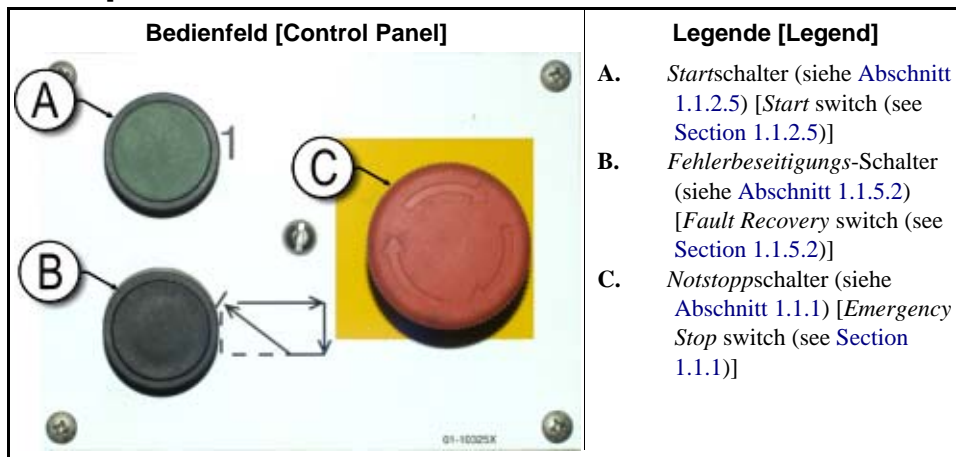 Bedienfeld [Control Panel]
A
1
C
B
01-10325X
Legende [Legend]
A. Startschalter (siehe Abschnitt
1.1.2.5) [Start switch (see
Section 1.1.2.5)]
B. Fehlerbeseitigungs-Schalter
(siehe Abschnitt 1.1.5.2)
[Fault Recovery switch (see
Section 1.1.5.2)]
C. Notstoppschalter (siehe
Abschnitt 1.1.1) [Emergency
Stop switch (see Section
1.1.1)]